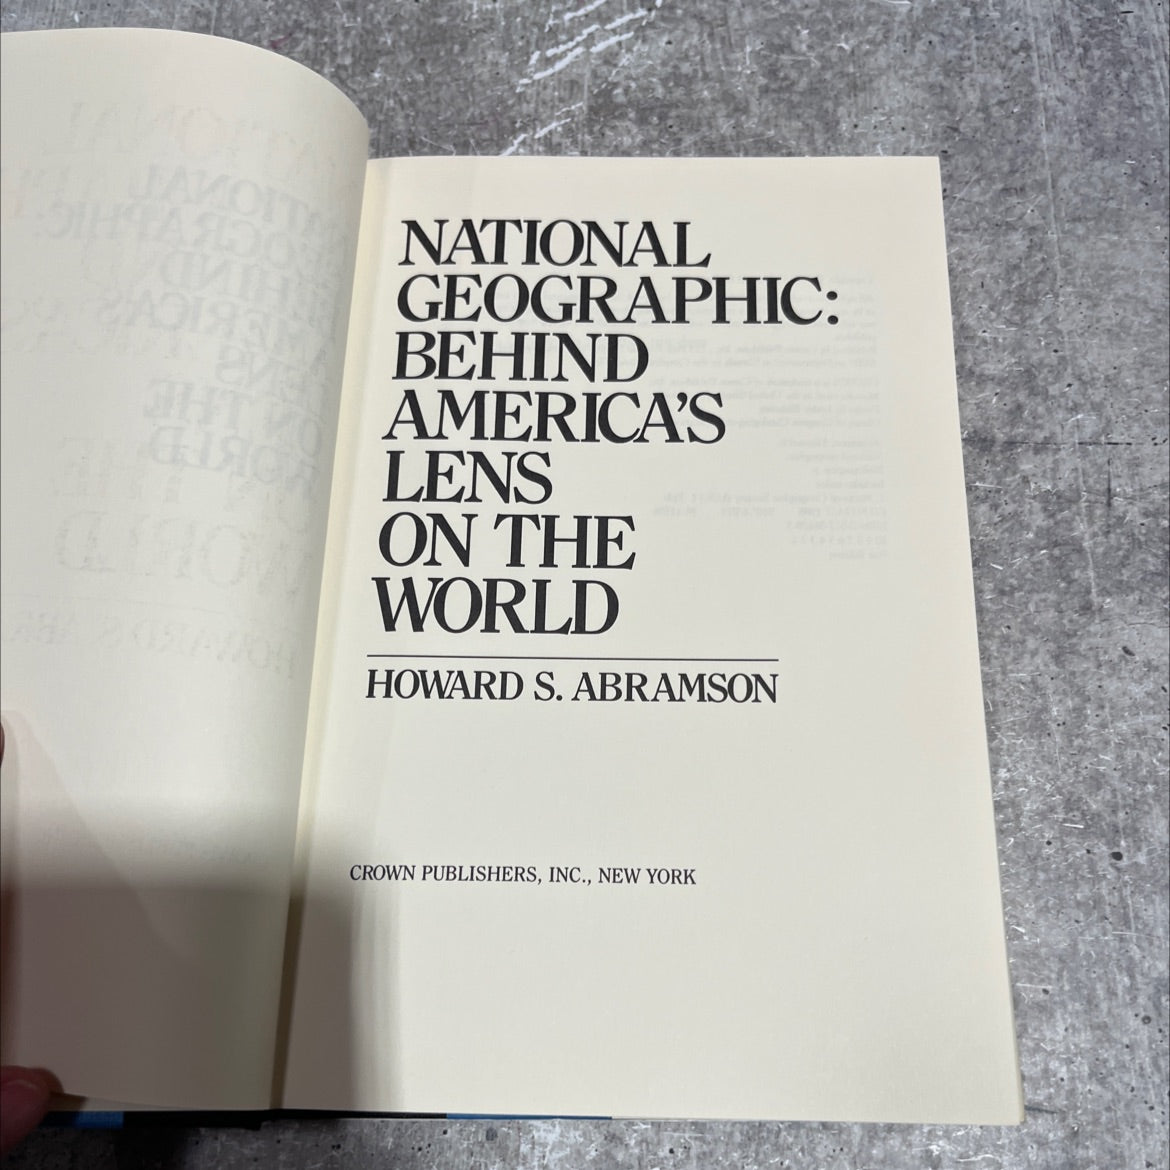 NATIONAL
GEOGRAPHIC:
BEHIND
AMERICA'S
LENS
ON THE
WORLD
HOWARD S. ABRAMSON
CROWN PUBLISHERS, INC., NEW YORK